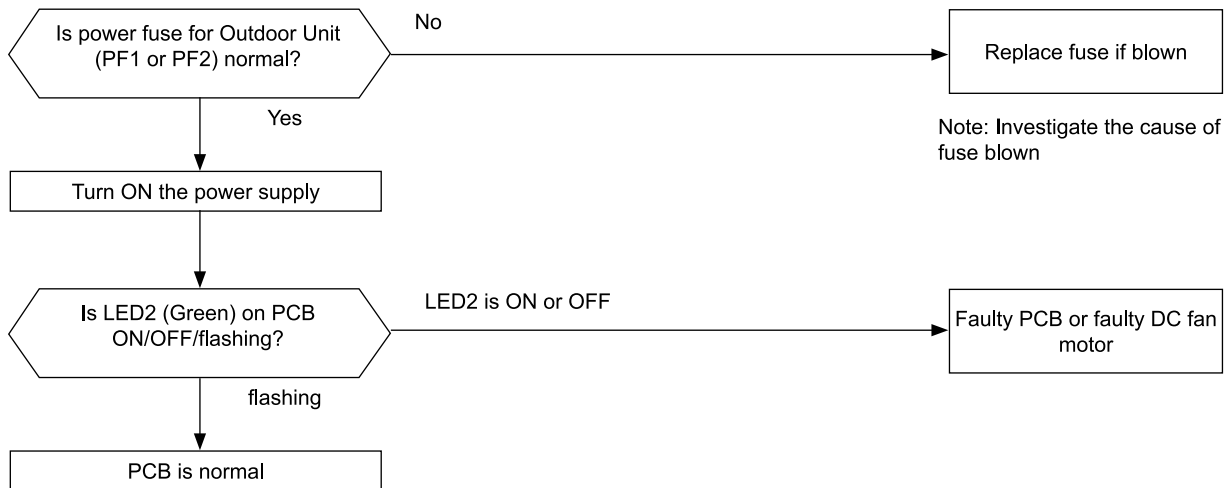 Is power fuse for Outdoor Unit
(PF1 or PF2) normal?
No
Replace fuse if blown
Note: Investigate the cause of
fuse blown
Yes
Turn ON the power supply
Is LED2 (Green) on PCB
ON/OFF/flashing?
LED2 is ON or OFF
Faulty PCB or faulty DC fan
motor
flashing
PCB is normal